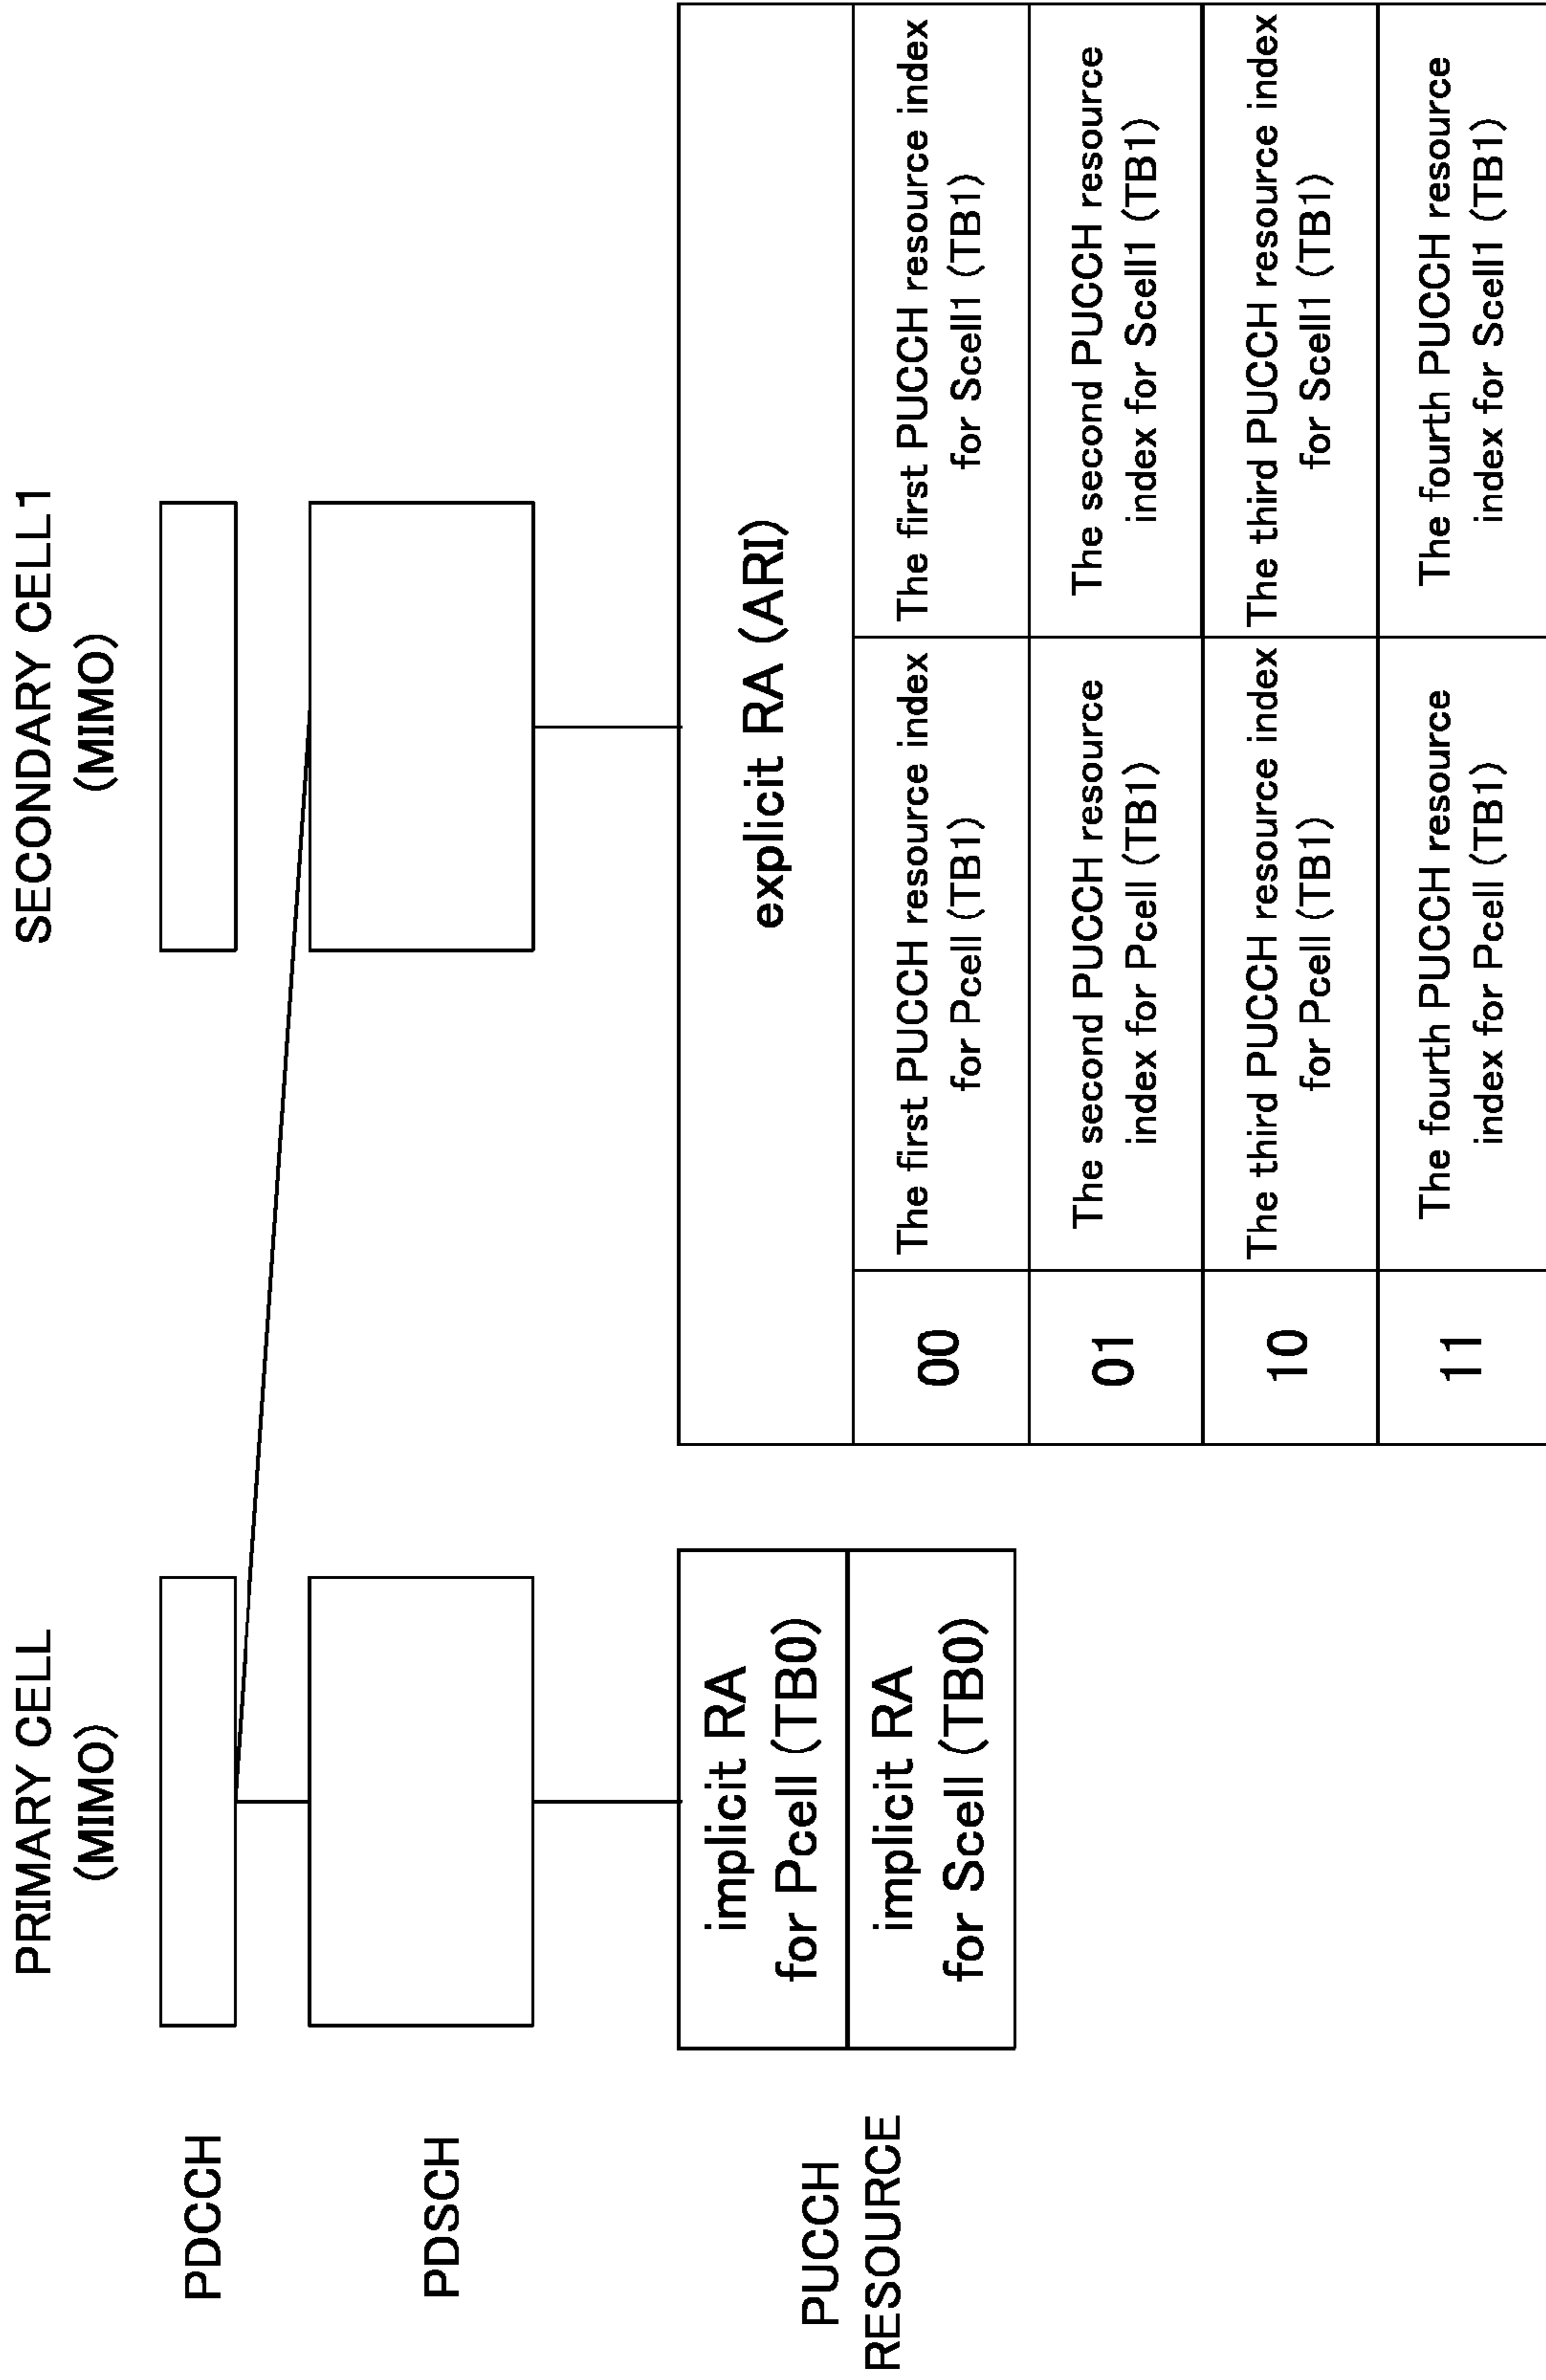 PRIMARY CELL
(MIMO)
SECONDARY CELL1
(MIMO)
PDCCH
PDSCH
PUCCH
RESOURCE
implicit RA
for Pcell (TB0)
implicit RA
for Scell (TB0)
explicit RA (ARI)
00
The first PUCCH resource index
for Pcell (TB1)
The first PUCCH resource index
for Scell1 (TB1)
01
The second PUCCH resource
index for Pcell (TB1)
The second PUCCH resource
index for Scell1 (TB1)
10
The third PUCCH resource index
for Pcell (TB1)
The third PUCCH resource index
for Scell1 (TB1)
11
The fourth PUCCH resource
index for Pcell (TB1)
The fourth PUCCH resource
index for Scell1 (TB1)